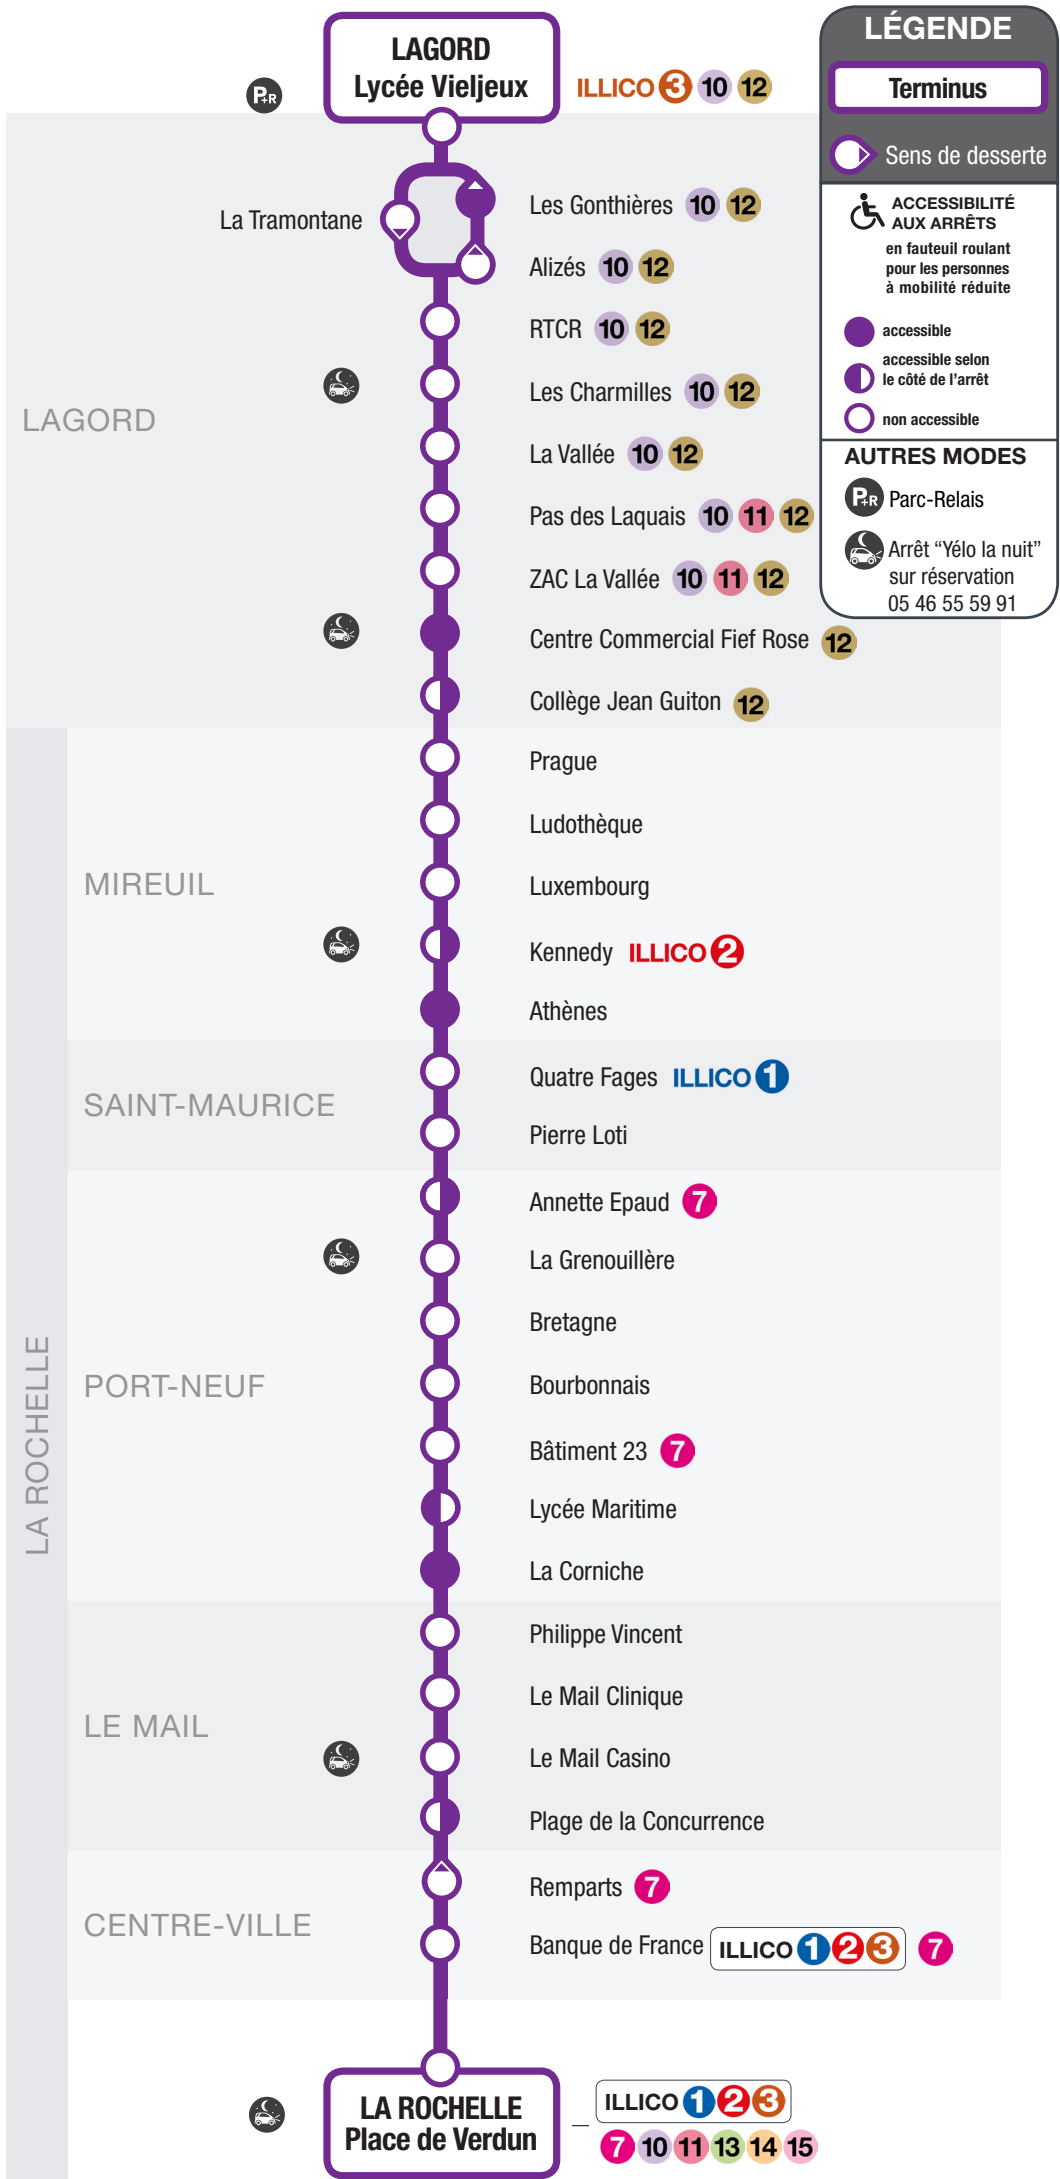 LAGORD
Lycée Vieljeux
P+R
ILLICO 3 10 12
LÉGENDE
Terminus
Sens de desserte
ACCESSIBILITÉ
AUX ARRÊTS
en fauteuil roulant
pour les personnes
à mobilité réduite
accessible
accessible selon
le côté de l'arrêt
non accessible
AUTRES MODES
P+R Parc-Relais
Arrêt “Yélo la nuit”
sur réservation
05 46 55 59 91
LAGORD
La Tramontane
Les Gonthières 10 12
Alizés 10 12
RTCR 10 12
Les Charmilles 10 12
La Vallée 10 12
Pas des Laquais 10 11 12
ZAC La Vallée 10 11 12
Centre Commercial Fief Rose 12
Collège Jean Guiton 12
LA ROCHELLE
MIREUIL
Prague
Ludothèque
Luxembourg
Kennedy ILLICO 2
Athènes
SAINT-MAURICE
Quatre Fages ILLICO 1
Pierre Loti
PORT-NEUF
Annette Epaud 7
La Grenouillère
Bretagne
Bourbonnais
Bâtiment 23 7
Lycée Maritime
La Corniche
LE MAIL
Philippe Vincent
Le Mail Clinique
Le Mail Casino
Plage de la Concurrence
CENTRE-VILLE
Remparts 7
Banque de France ILLICO 1 2 3 7
LA ROCHELLE
Place de Verdun
ILLICO 1 2 3
7 10 11 13 14 15